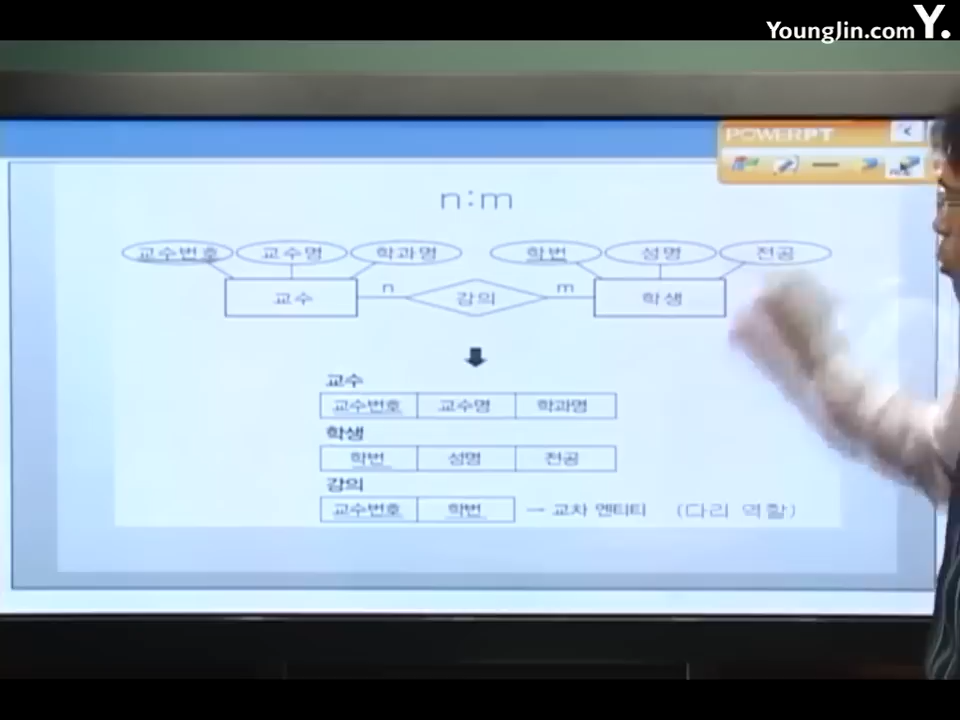 YoungJin.com Y.
POWERPT
n:m
교수번호 교수명 학과명 학번 성명 전공
교수 n 강의 m 학생
교수
교수번호 교수명 학과명
학생
학번 성명 전공
강의
교수번호 학번 → 교차 엔티티 (다리 역할)